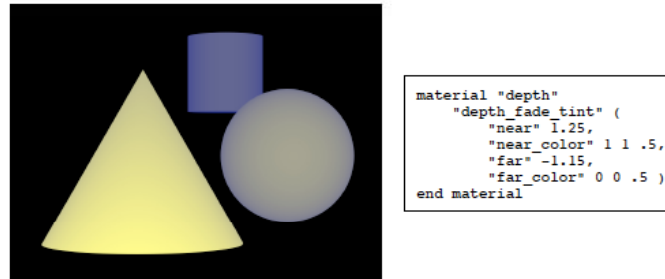 material "depth"
"depth_fade_tint" (
"near" 1.25,
"near_color" 1 1 .5,
"far" -1.15,
"far_color" 0 0 .5 )
end material